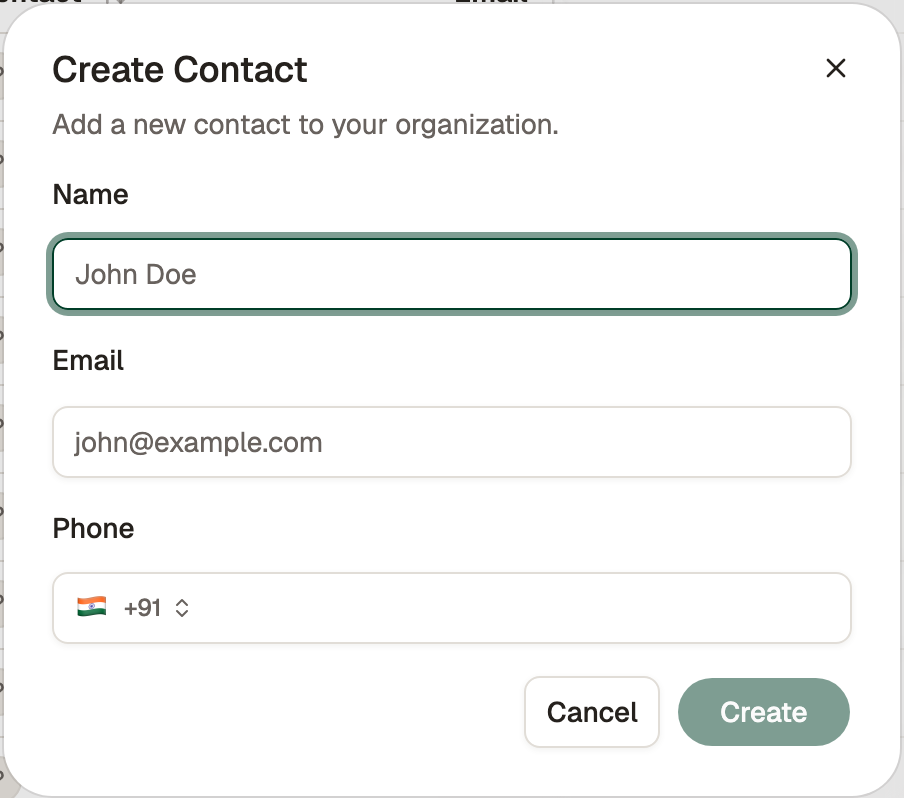 Create Contact
Add a new contact to your organization.
Name
John Doe
Email
john@example.com
Phone
+91
Cancel
Create